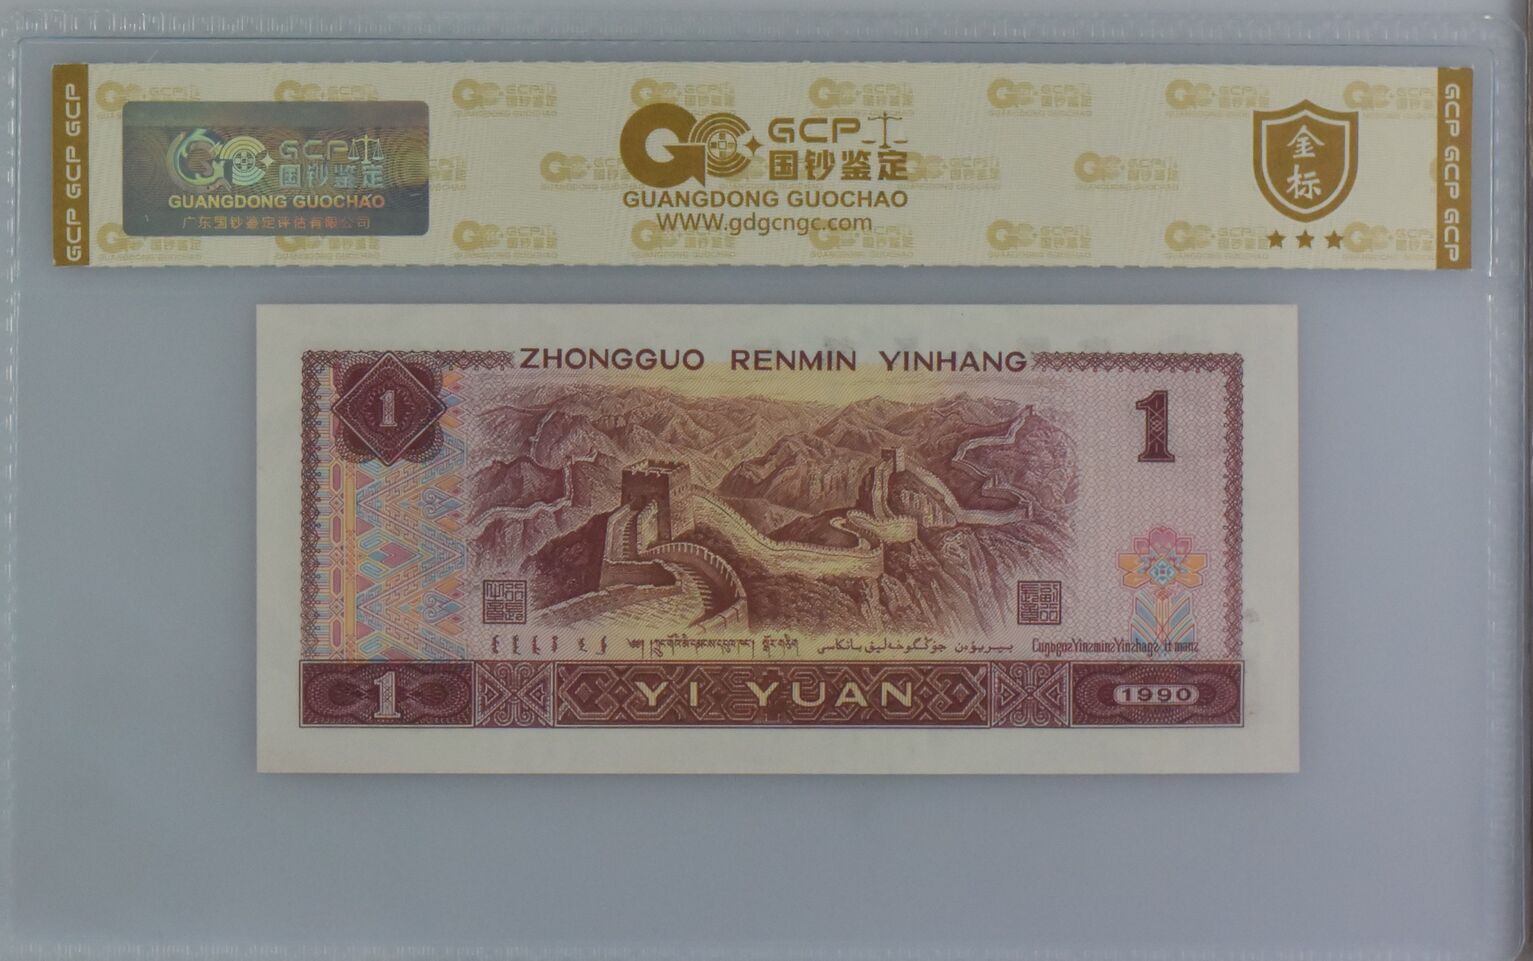 GCP GCP GCP
GCP
国钞鉴定
GUANGDONG GUOCHAO
广东国钞鉴定评估有限公司
GCP
国钞鉴定
GUANGDONG GUOCHAO
WWW.gdgcngc.com
金标
GCP GCP GCP
ZHONGGUO RENMIN YINHANG
1
1
1
YI YUAN
1990